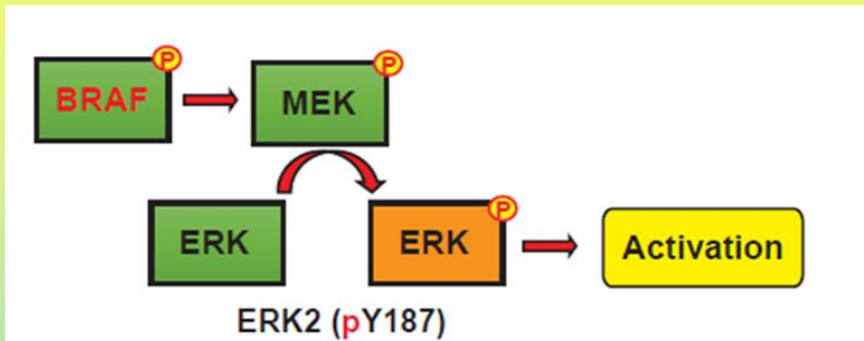 BRAF
P
MEK
P
ERK
ERK
P
Activation
ERK2 (pY187)